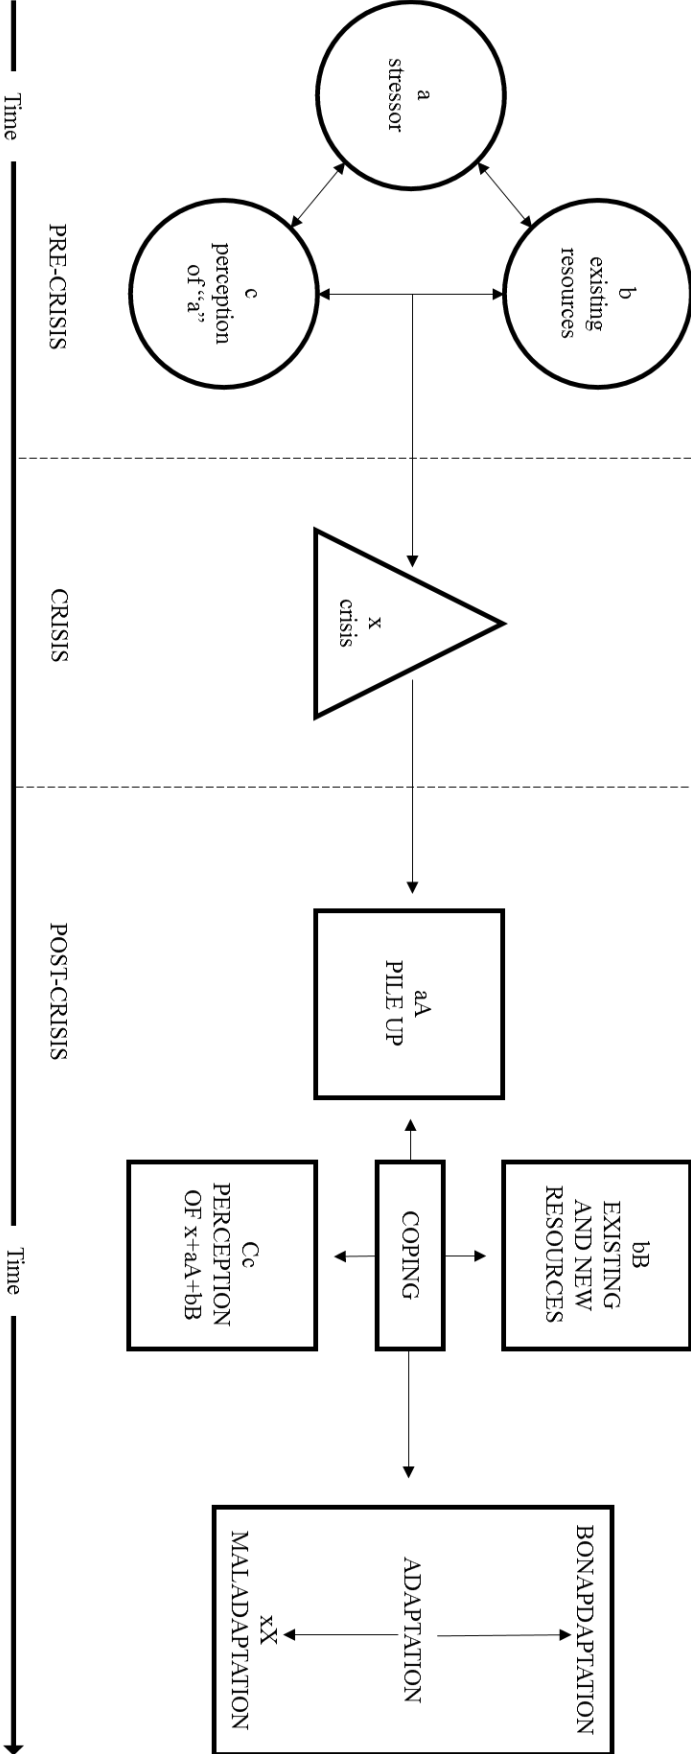 b
existing
resources
a
stressor
c
perception
of “a”
x
crisis
aA
PILE UP
bB
EXISTING
AND NEW
RESOURCES
COPING
Cc
PERCEPTION
OF x+aA+bB
BONAPDAPTATION
ADAPTATION
xX
MALADAPTATION
PRE-CRISIS
CRISIS
POST-CRISIS
Time
Time